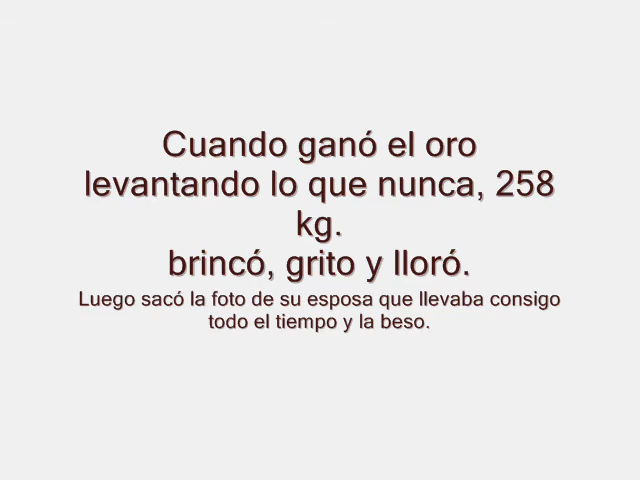 Cuando ganó el oro
levantando lo que nunca, 258
kg.
brincó, grito y lloró.
Luego sacó la foto de su esposa que llevaba consigo
todo el tiempo y la beso.